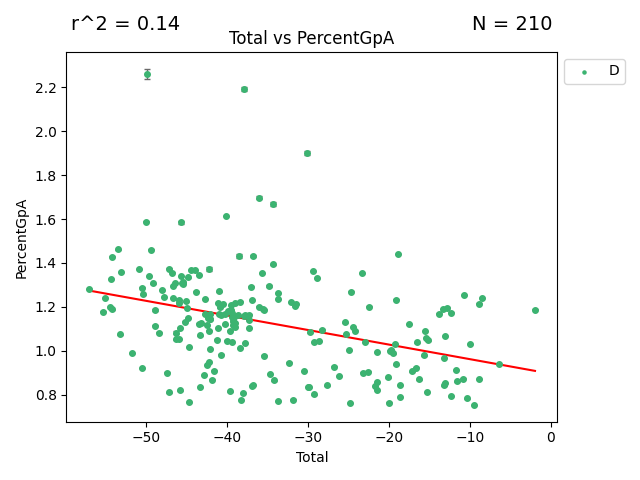 r^2 = 0.14
N = 210
Total vs PercentGpA
D
PercentGpA
2.2
2.0
1.8
1.6
1.4
1.2
1.0
0.8
−50
−40
−30
−20
−10
0
Total